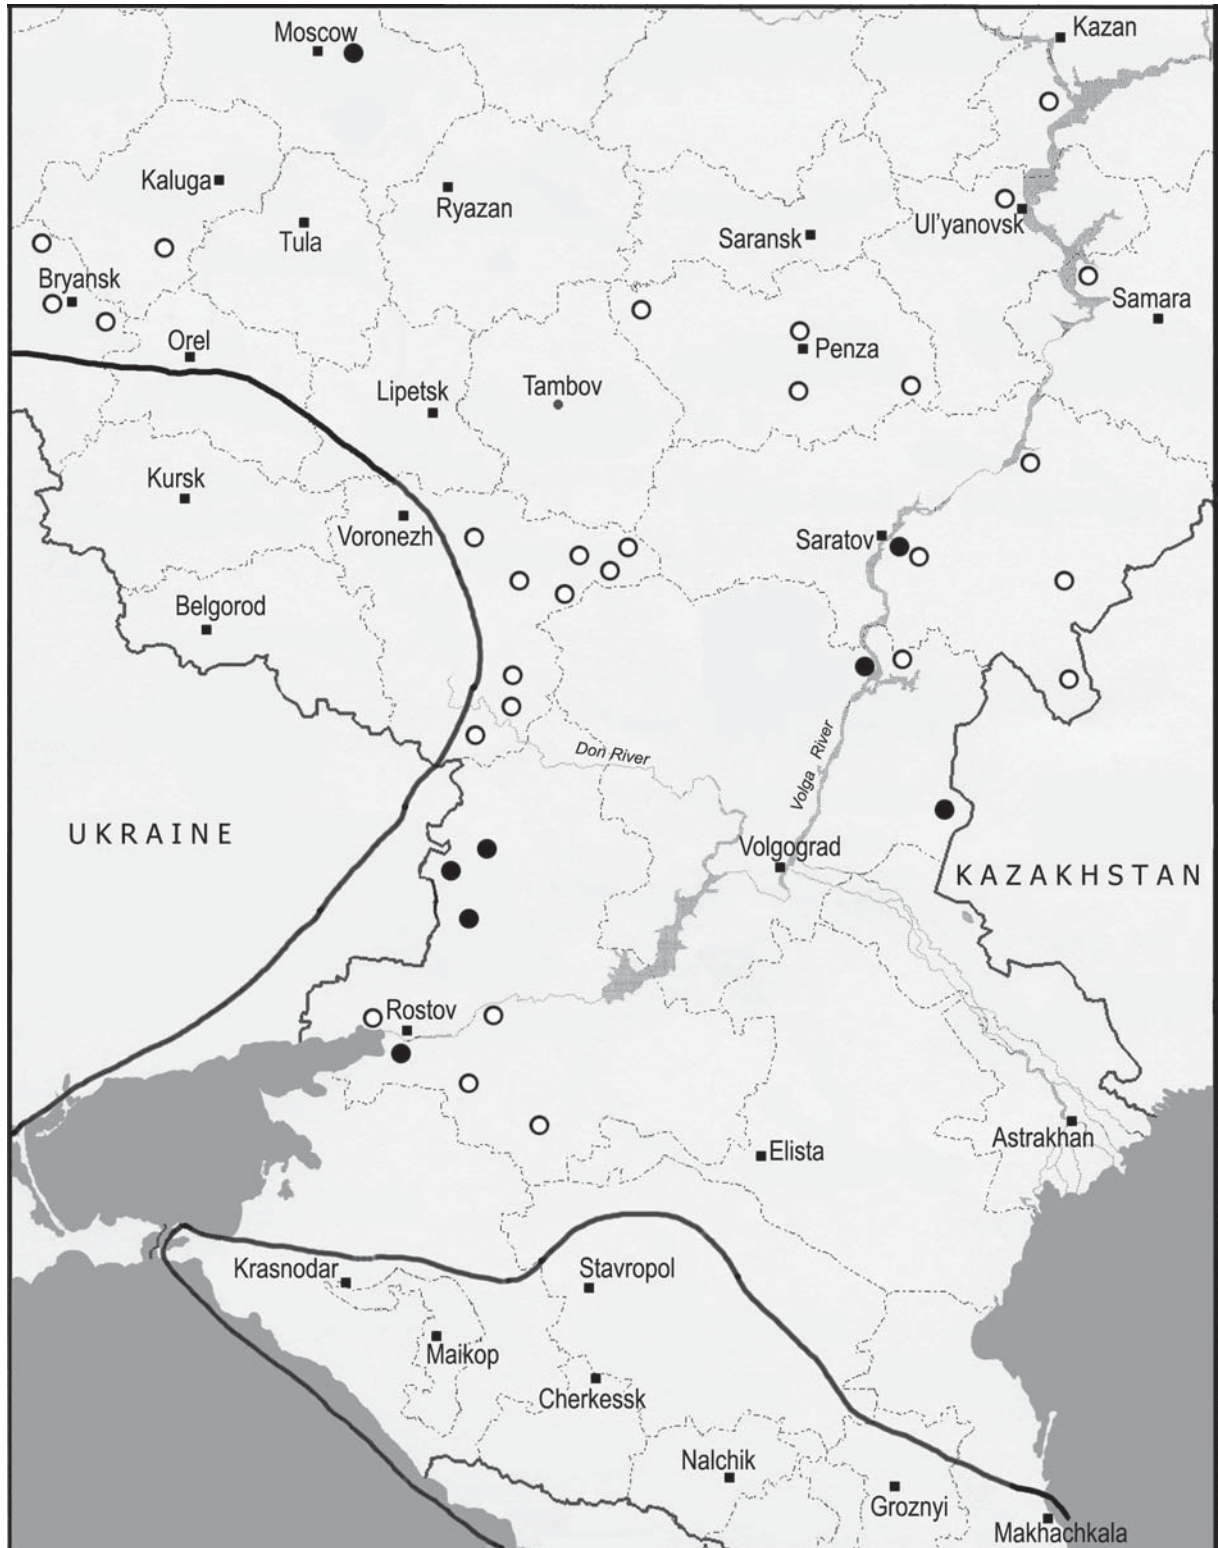 Moscow
Kazan
Kaluga
Ryazan
Tula
Saransk
Ul'yanovsk
Bryansk
Samara
Orel
Penza
Lipetsk
Tambov
Kursk
Voronezh
Saratov
Belgorod
Don River
Volga River
UKRAINE
Volgograd
KAZAKHSTAN
Rostov
Astrakhan
Elista
Krasnodar
Stavropol
Maikop
Cherkessk
Nalchik
Groznyi
Makhachkala